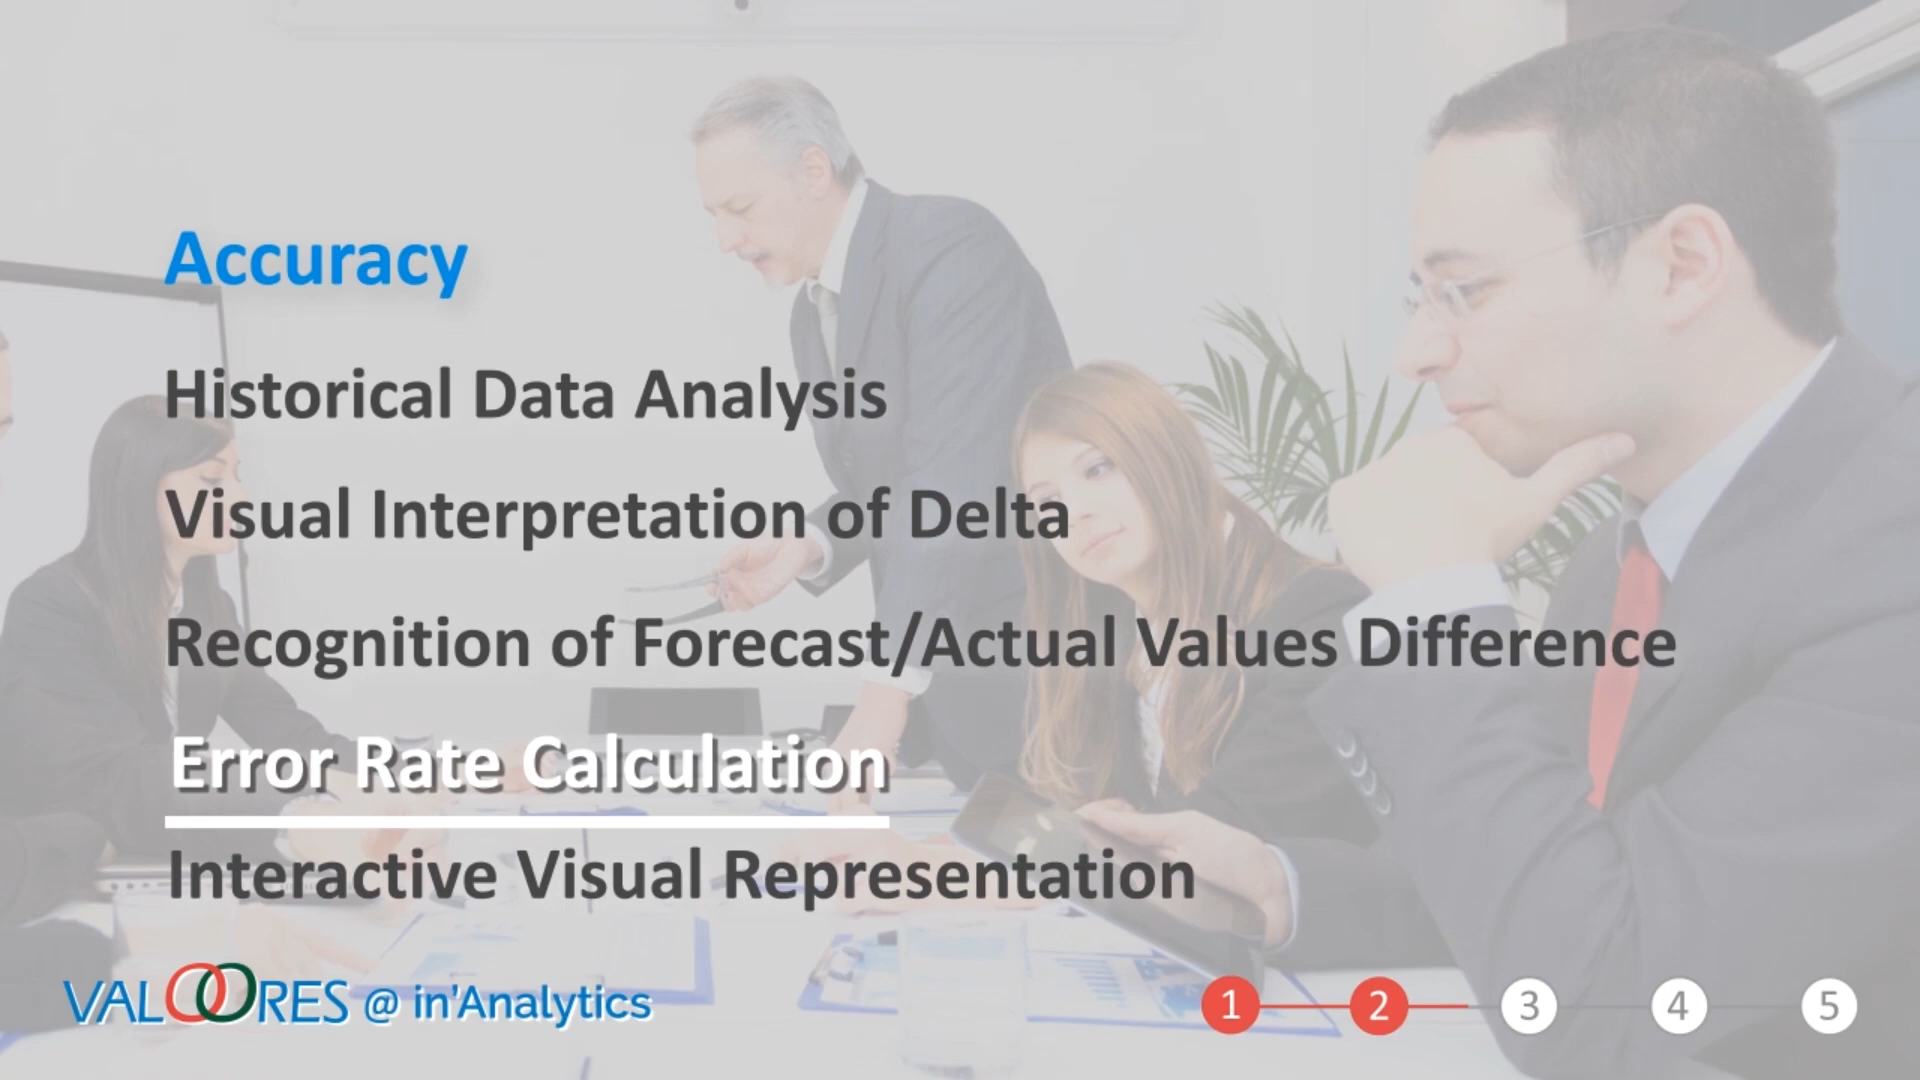 Accuracy
Historical Data Analysis
Visual Interpretation of Delta
Recognition of Forecast/Actual Values Difference
Error Rate Calculation
Interactive Visual Representation
VALOORES @ in'Analytics
1 2 3 4 5